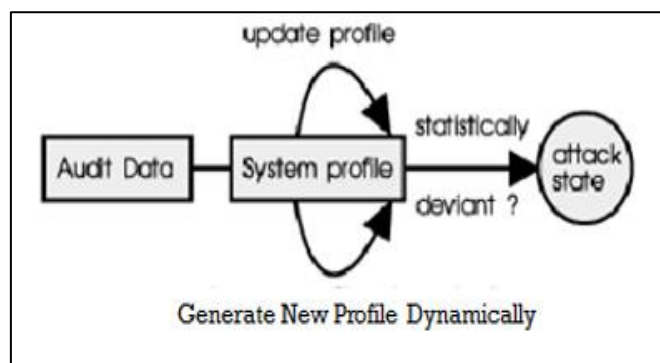 update profile
statistically
Audit Data
System profile
attack
state
deviant ?
Generate New Profile Dynamically